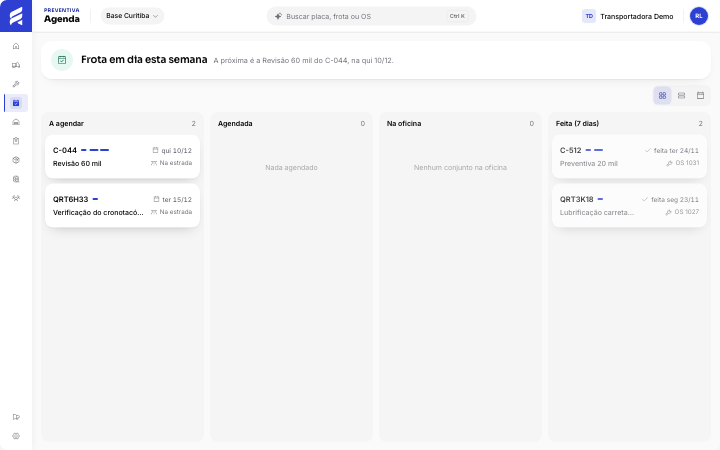 PREVENTIVA
Agenda
Base Curitiba
Buscar placa, frota ou OS
Ctrl K
TD
Transportadora Demo
RL
Frota em dia esta semana
A próxima é a Revisão 60 mil do C-044, na qui 10/12.
A agendar 2
C-044
qui 10/12
Revisão 60 mil
Na estrada
QRT6H33
ter 15/12
Verificação do cronotacó...
Na estrada
Agendada 0
Nada agendado
Na oficina 0
Nenhum conjunto na oficina
Feita (7 dias) 2
C-512
feita ter 24/11
Preventiva 20 mil
OS 1031
QRT3K18
feita seg 23/11
Lubrificação carreta...
OS 1027